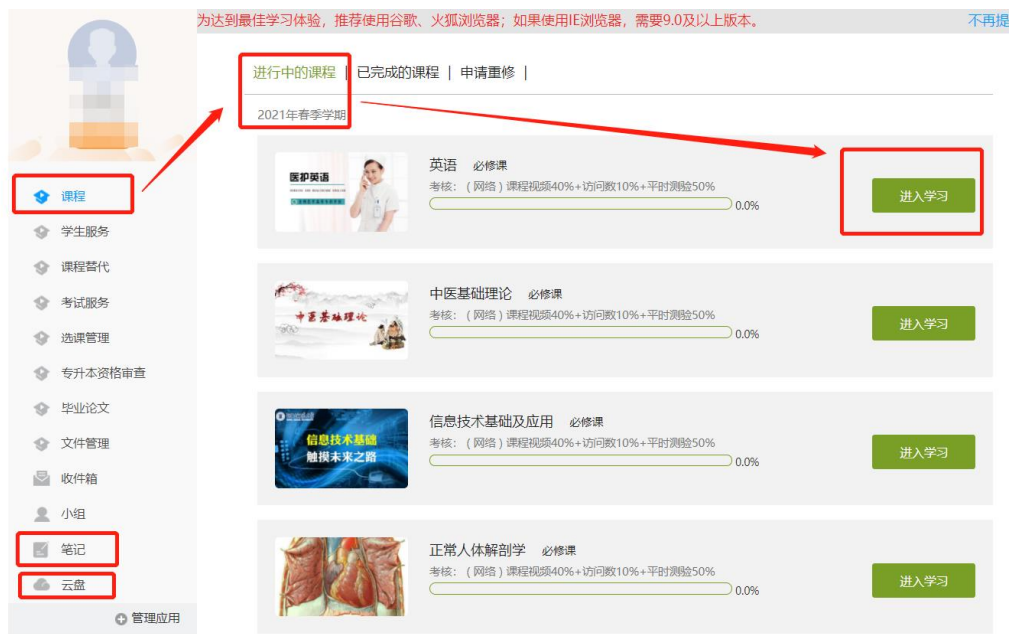 为达到最佳学习体验，推荐使用谷歌、火狐浏览器；如果使用IE浏览器，需要9.0及以上版本。
不再提
课程
学生服务
课程替代
考试服务
选课管理
专升本资格审查
毕业论文
文件管理
收件箱
小组
笔记
云盘
管理应用
进行中的课程 | 已完成的课程 | 申请重修 |
2021年春季学期
医护英语
英语 必修课
考核：（网络）课程视频40%+访问数10%+平时测验50%
0.0%
进入学习
中医基础理论
中医基础理论 必修课
考核：（网络）课程视频40%+访问数10%+平时测验50%
0.0%
进入学习
信息技术基础
触摸未来之路
信息技术基础及应用 必修课
考核：（网络）课程视频40%+访问数10%+平时测验50%
0.0%
进入学习
正常人体解剖学 必修课
考核：（网络）课程视频40%+访问数10%+平时测验50%
0.0%
进入学习